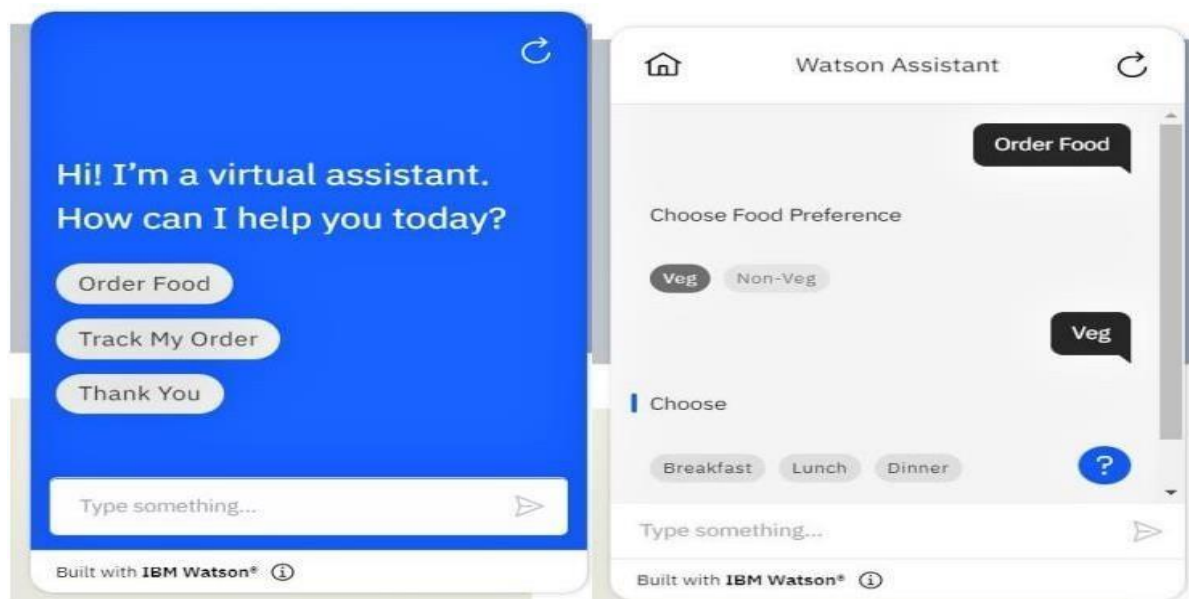 Hi! I'm a virtual assistant.
How can I help you today?
Order Food
Track My Order
Thank You
Type something...
Built with IBM Watson®
Watson Assistant
Order Food
Choose Food Preference
Veg Non-Veg
Veg
Choose
Breakfast Lunch Dinner
?
Type something...
Built with IBM Watson®